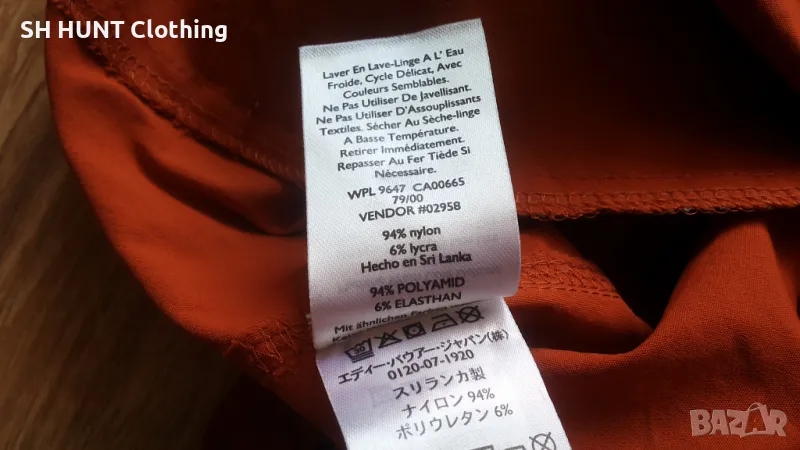 SH HUNT Clothing
Laver En Lave-Linge A L' Eau
Froide, Cycle Délicat, Avec
Couleurs Semblables.
Ne Pas Utiliser De Javellisant.
Ne Pas Utiliser D'Assouplissants
Textiles. Sécher Au Sèche-linge
A Basse Température.
Retirer Immédiatement.
Repasser Au Fer Tiède Si
Nécessaire.
WPL 9647 CA00665
79/00
VENDOR #02958
94% nylon
6% lycra
Hecho en Sri Lanka
94% POLYAMID
6% ELASTHAN
Mit ähnlichen Farben
エディー・バウアー・ジャパン(株)
0120-07-1920
スリランカ製
ナイロン 94%
ポリウレタン 6%
BAZAR